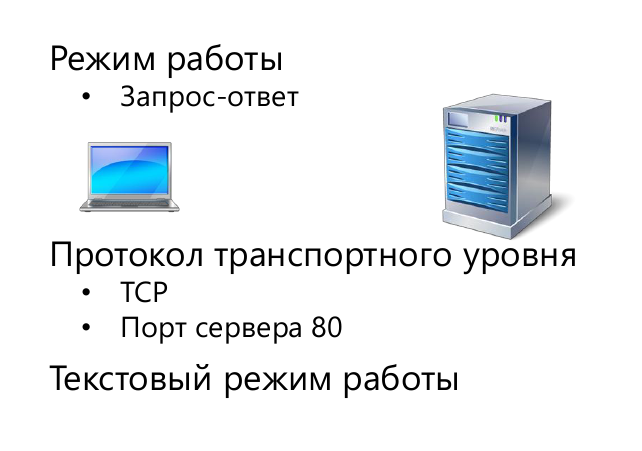 Режим работы
• Запрос-ответ
Протокол транспортного уровня
• TCP
• Порт сервера 80
Текстовый режим работы